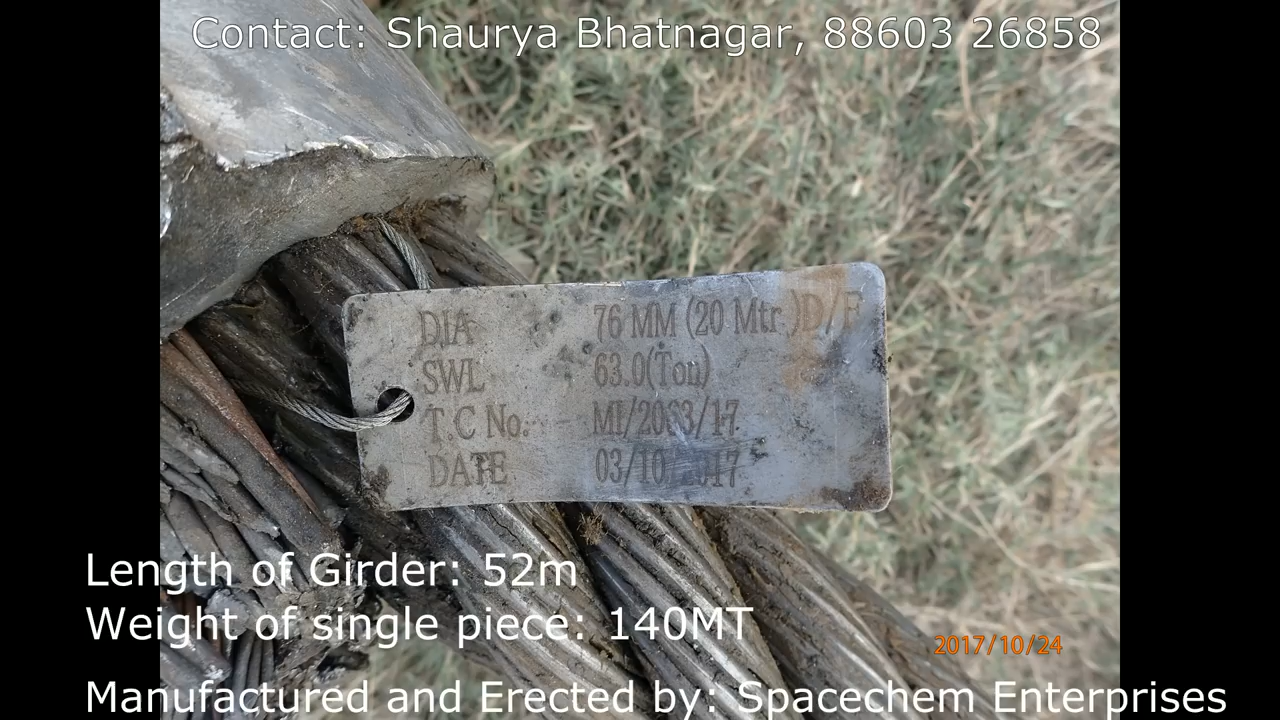 Contact: Shaurya Bhatnagar, 88603 26858
DIA 76 MM (20 Mtr )D/F
SWL 63.0(Ton)
T.C No.
DATE 03/10/2017
Length of Girder: 52m
Weight of single piece: 140MT
2017/10/24
Manufactured and Erected by: Spacechem Enterprises